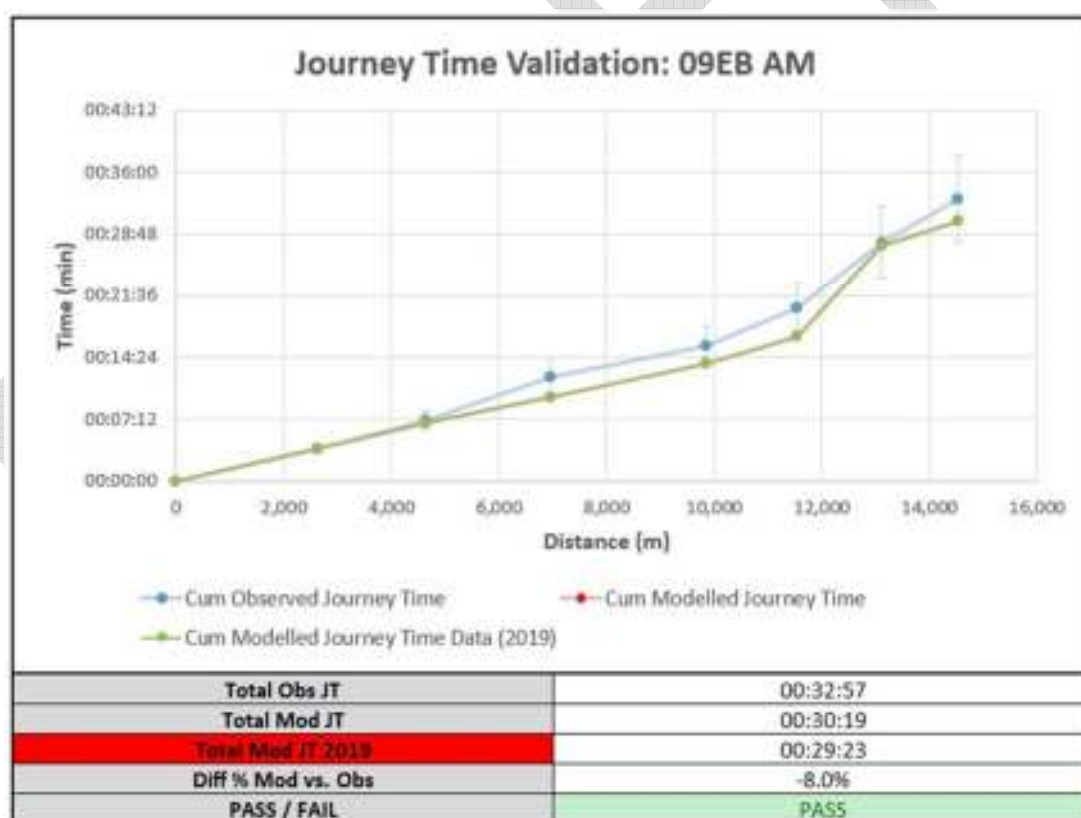 Journey Time Validation: 09EB AM
00:43:12
00:36:00
00:28:48
00:21:36
00:14:24
00:07:12
00:00:00
Time (min)
0 2,000 4,000 6,000 8,000 10,000 12,000 14,000 16,000
Distance (m)
Cum Observed Journey Time Cum Modelled Journey Time
Cum Modelled Journey Time Data (2019)
Total Obs JT 00:32:57
Total Mod JT 00:30:19
Total Mod JT 2019 00:29:23
Diff % Mod vs. Obs -8.0%
PASS / FAIL PASS